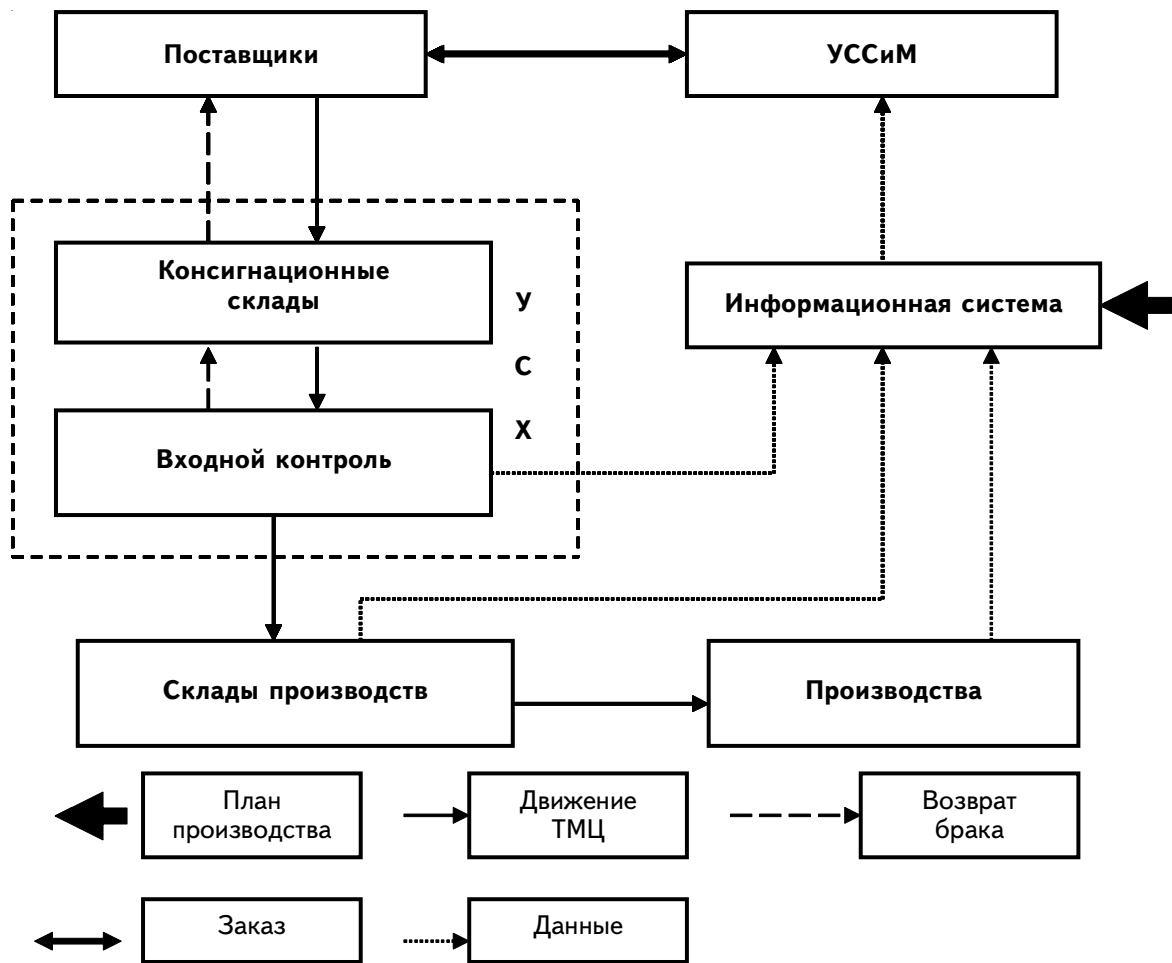 Поставщики
УССиМ
Консигнационные
склады
У
С
Х
Информационная система
Входной контроль
Склады производств
Производства
План
производства
Движение
ТМЦ
Возврат
брака
Заказ
Данные